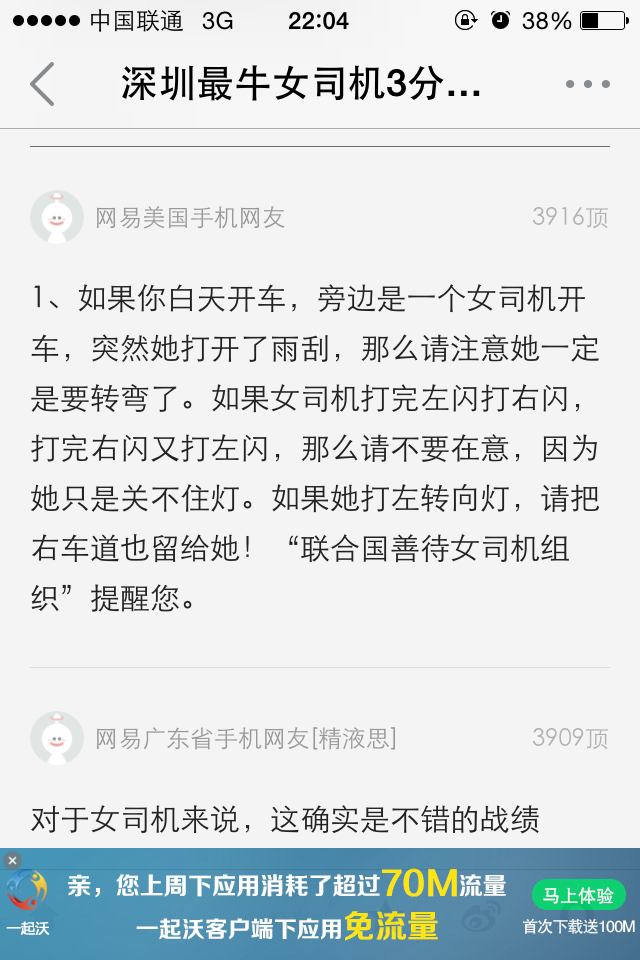 中国联通 3G 22:04 38%
深圳最牛女司机3分...
网易美国手机网友 3916顶
1、如果你白天开车，旁边是一个女司机开
车，突然她打开了雨刮，那么请注意她一定
是要转弯了。如果女司机打完左闪打右闪，
打完右闪又打左闪，那么请不要在意，因为
她只是关不住灯。如果她打左转向灯，请把
右车道也留给她！“联合国善待女司机组
织”提醒您。
网易广东省手机网友[精液思] 3909顶
对于女司机来说，这确实是不错的战绩
亲，您上周下应用消耗了超过70M流量
马上体验
一起沃
一起沃客户端下应用免流量
首次下载送100M